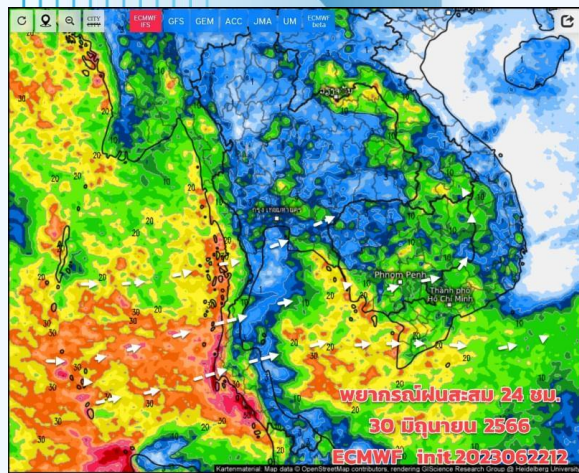 CITY
ECMWF
IFS
GFS
GEM
ACC
JMA
UM
ECMWF
beta
Phnom Penh
Thành phố
Hồ Chí Minh
พยากรณ์ฝนสะสม 24 ชม.
30 มิถุนายน 2566
ECMWF init.2023062212
Kartenmaterial: Map data © OpenStreetMap contributors, rendering GIScience Research Group @ Heidelberg University